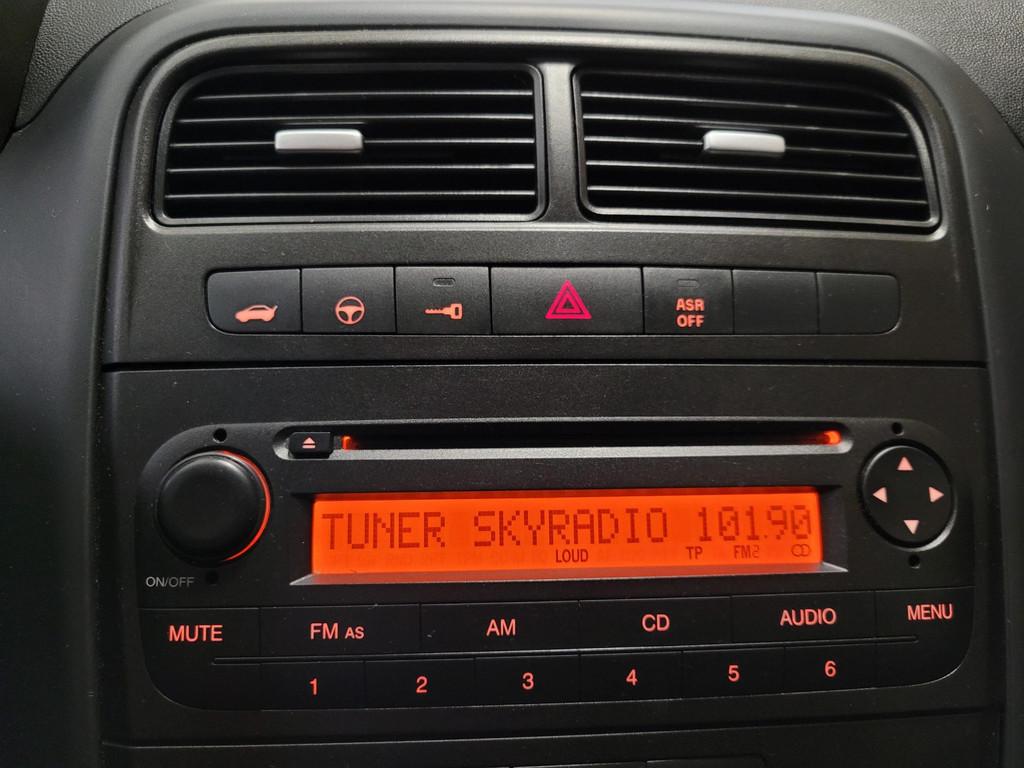 ASR
OFF
TUNER SKYRADIO 101.90
LOUD TP FM2
ON/OFF
MUTE FM AS AM CD AUDIO MENU
1 2 3 4 5 6